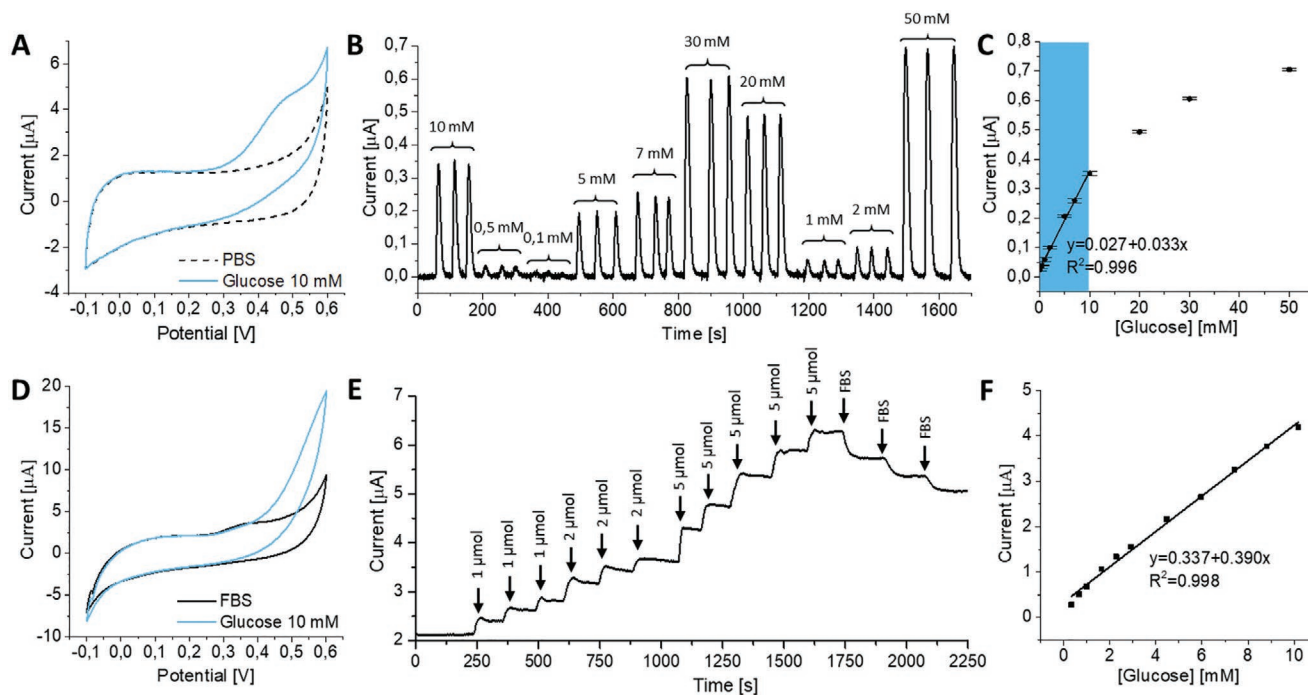 A
Current [µA]
6
4
2
0
-2
-4
-0,1 0,0 0,1 0,2 0,3 0,4 0,5 0,6
Potential [V]
PBS
Glucose 10 mM
B
Current [µA]
0,7
0,6
0,5
0,4
0,3
0,2
0,1
0,0
10 mM
0,5 mM
0,1 mM
5 mM
7 mM
30 mM
20 mM
1 mM
2 mM
50 mM
0 200 400 600 800 1000 1200 1400 1600
Time [s]
C
Current [µA]
0,8
0,7
0,6
0,5
0,4
0,3
0,2
0,1
0,0
y=0.027+0.033x
R²=0.996
0 10 20 30 40 50
[Glucose] [mM]
D
Current [µA]
20
15
10
5
0
-5
-10
-0,1 0,0 0,1 0,2 0,3 0,4 0,5 0,6
Potential [V]
FBS
Glucose 10 mM
E
Current [µA]
7
6
5
4
3
2
1 µmol
1 µmol
1 µmol
2 µmol
2 µmol
2 µmol
5 µmol
5 µmol
5 µmol
5 µmol
5 µmol
FBS
FBS
FBS
0 250 500 750 1000 1250 1500 1750 2000 2250
Time [s]
F
Current [µA]
5
4
3
2
1
0
y=0.337+0.390x
R²=0.998
0 2 4 6 8 10
[Glucose] [mM]